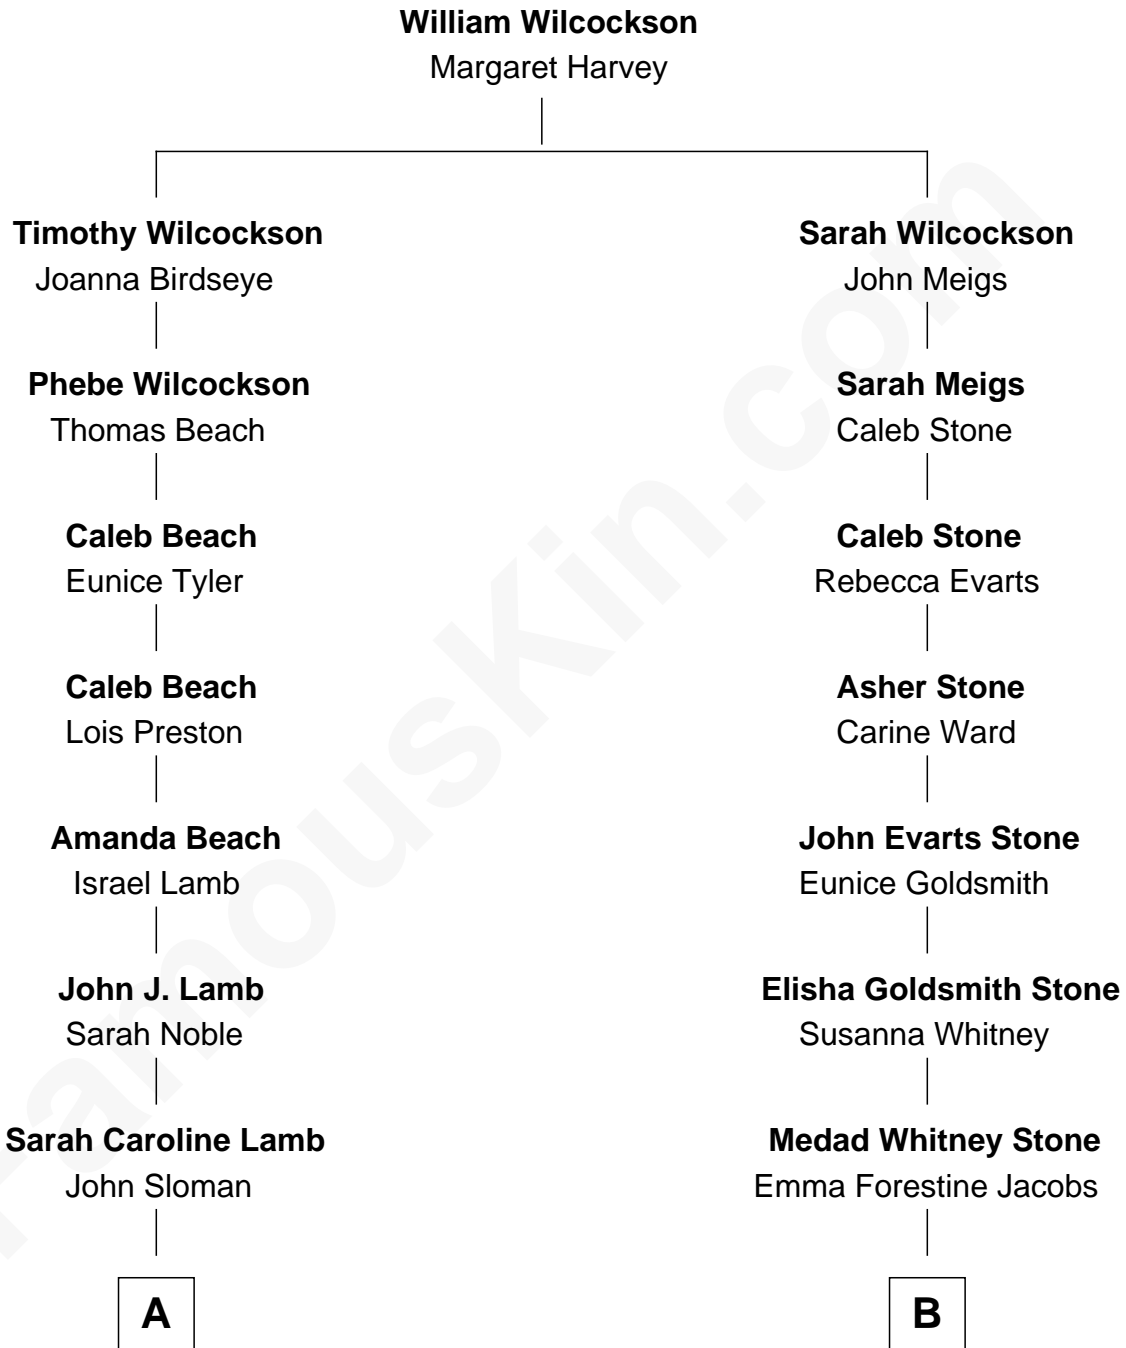 William Wilcockson
Margaret Harvey
Timothy Wilcockson
Joanna Birdseye
Sarah Wilcockson
John Meigs
Phebe Wilcockson
Thomas Beach
Sarah Meigs
Caleb Stone
Caleb Beach
Eunice Tyler
Caleb Stone
Rebecca Evarts
Caleb Beach
Lois Preston
Asher Stone
Carine Ward
Amanda Beach
Israel Lamb
John Evarts Stone
Eunice Goldsmith
John J. Lamb
Sarah Noble
Elisha Goldsmith Stone
Susanna Whitney
Sarah Caroline Lamb
John Sloman
Medad Whitney Stone
Emma Forestine Jacobs
A
B
FamousKin.com